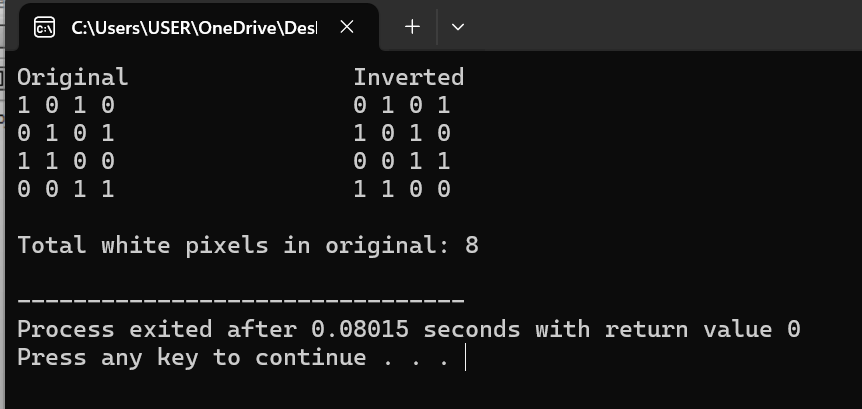 C:\Users\USER\OneDrive\Des
Original                Inverted
1 0 1 0                 0 1 0 1
0 1 0 1                 1 0 1 0
1 1 0 0                 0 0 1 1
0 0 1 1                 1 1 0 0
Total white pixels in original: 8
--------------------------------
Process exited after 0.08015 seconds with return value 0
Press any key to continue . . .